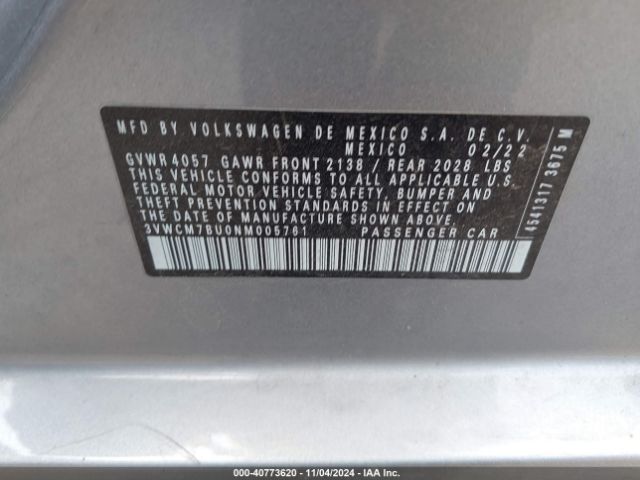 MFD BY VOLKSWAGEN DE MEXICO S.A. DE C.V.
MEXICO 02/22
GVWR 4057 GAWR FRONT 2138 / REAR 2028 LBS
THIS VEHICLE CONFORMS TO ALL APPLICABLE U.S.
FEDERAL MOTOR VEHICLE SAFETY, BUMPER AND
THEFT PREVENTION STANDARDS IN EFFECT ON THE
DATE OF MANUFACTURE SHOWN ABOVE
3VWCM7BU0NM005761 PASSENGER CAR
4541317 3675 M
000-40773620 - 11/04/2024 - IAA Inc.